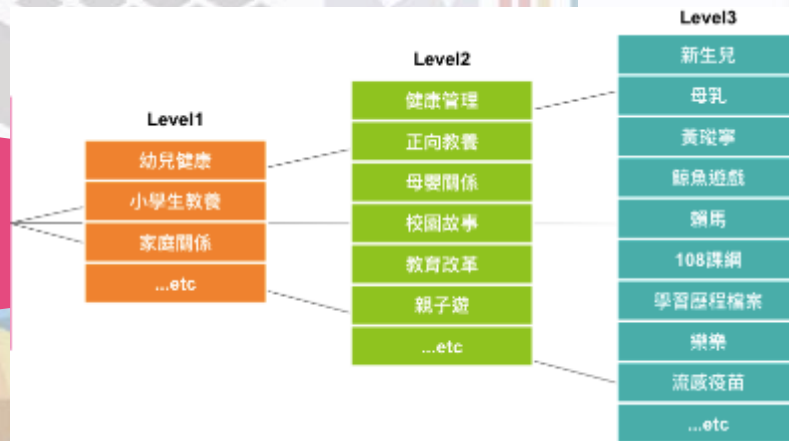 Level1
幼兒健康
小學生教養
家庭關係
...etc
Level2
健康管理
正向教養
母嬰關係
校園故事
教育改革
親子遊
...etc
Level3
新生兒
母乳
黃瑽寧
鯨魚遊戲
賴馬
108課綱
學習歷程檔案
樂樂
流感疫苗
...etc